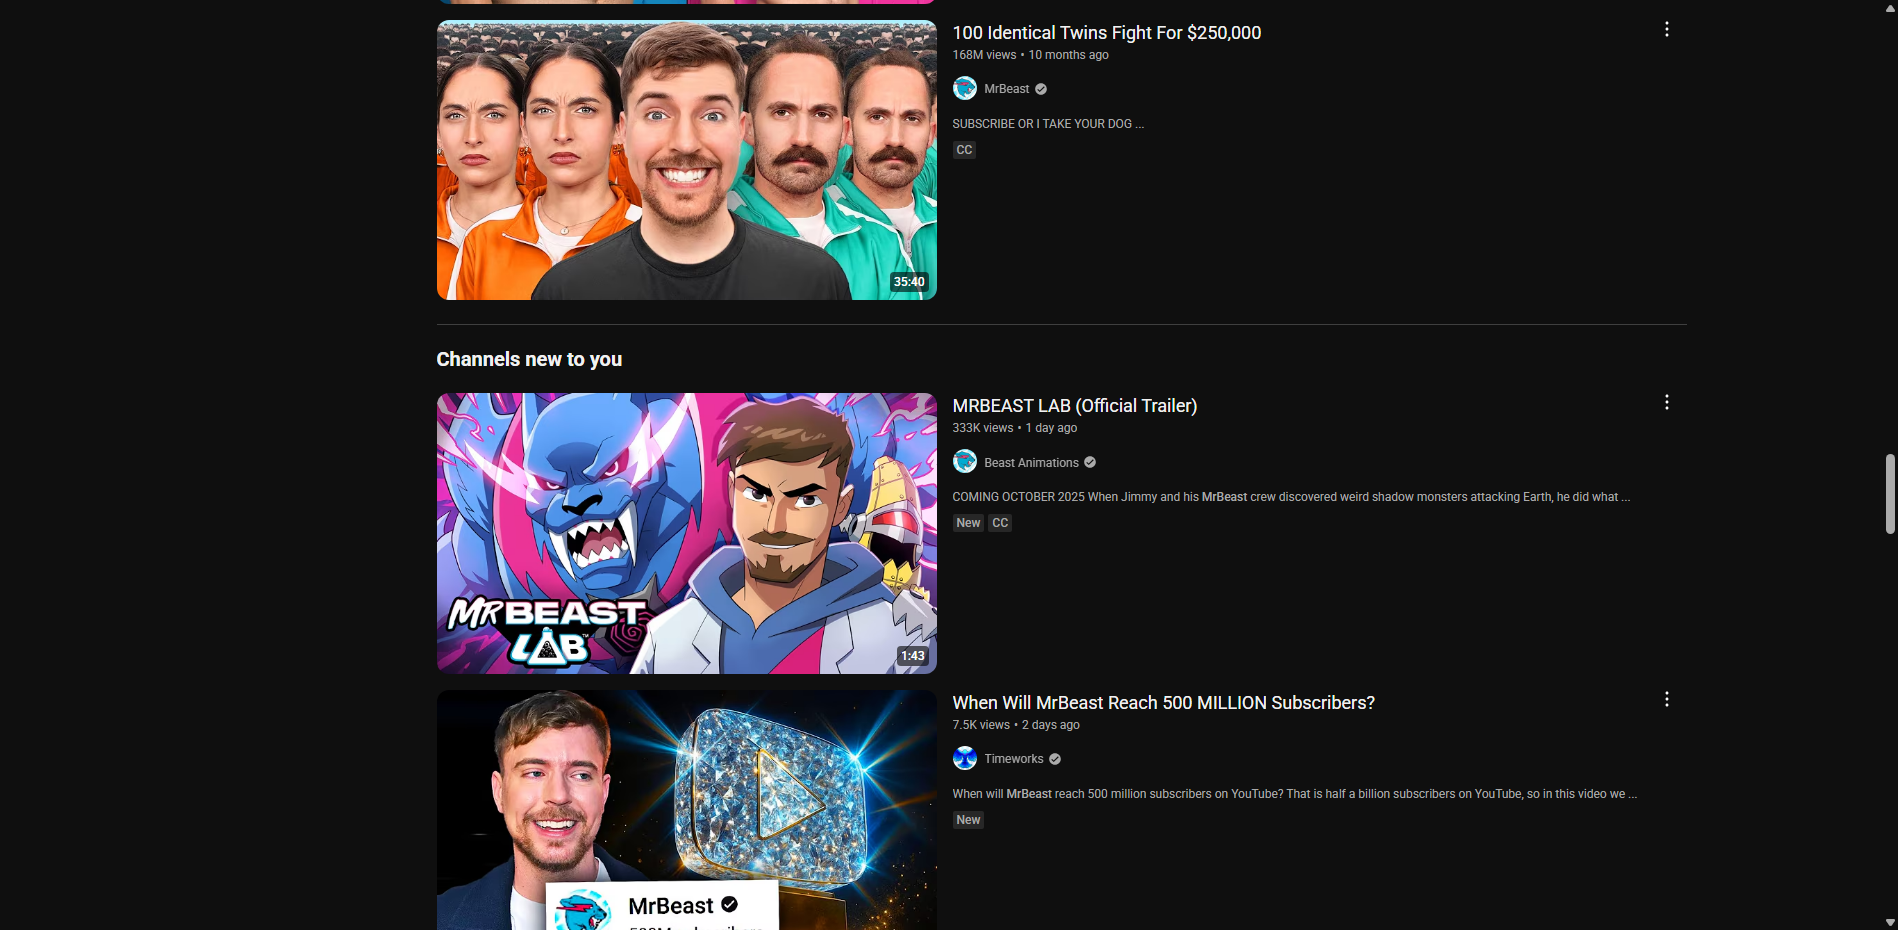 100 Identical Twins Fight For $250,000
168M views • 10 months ago
MrBeast
SUBSCRIBE OR I TAKE YOUR DOG ...
CC
35:40
Channels new to you
MRBEAST LAB (Official Trailer)
333K views • 1 day ago
Beast Animations
COMING OCTOBER 2025 When Jimmy and his MrBeast crew discovered weird shadow monsters attacking Earth, he did what ...
New CC
MRBEAST
LAB™
1:43
When Will MrBeast Reach 500 MILLION Subscribers?
7.5K views • 2 days ago
Timeworks
When will MrBeast reach 500 million subscribers on YouTube? That is half a billion subscribers on YouTube, so in this video we ...
New
MrBeast